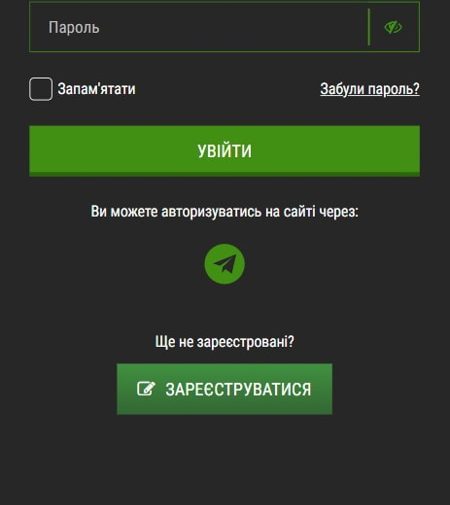 Пароль
Запам'ятати
Забули пароль?
УВІЙТИ
Ви можете авторизуватись на сайті через:
Ще не зареєстровані?
ЗАРЕЄСТРУВАТИСЯ